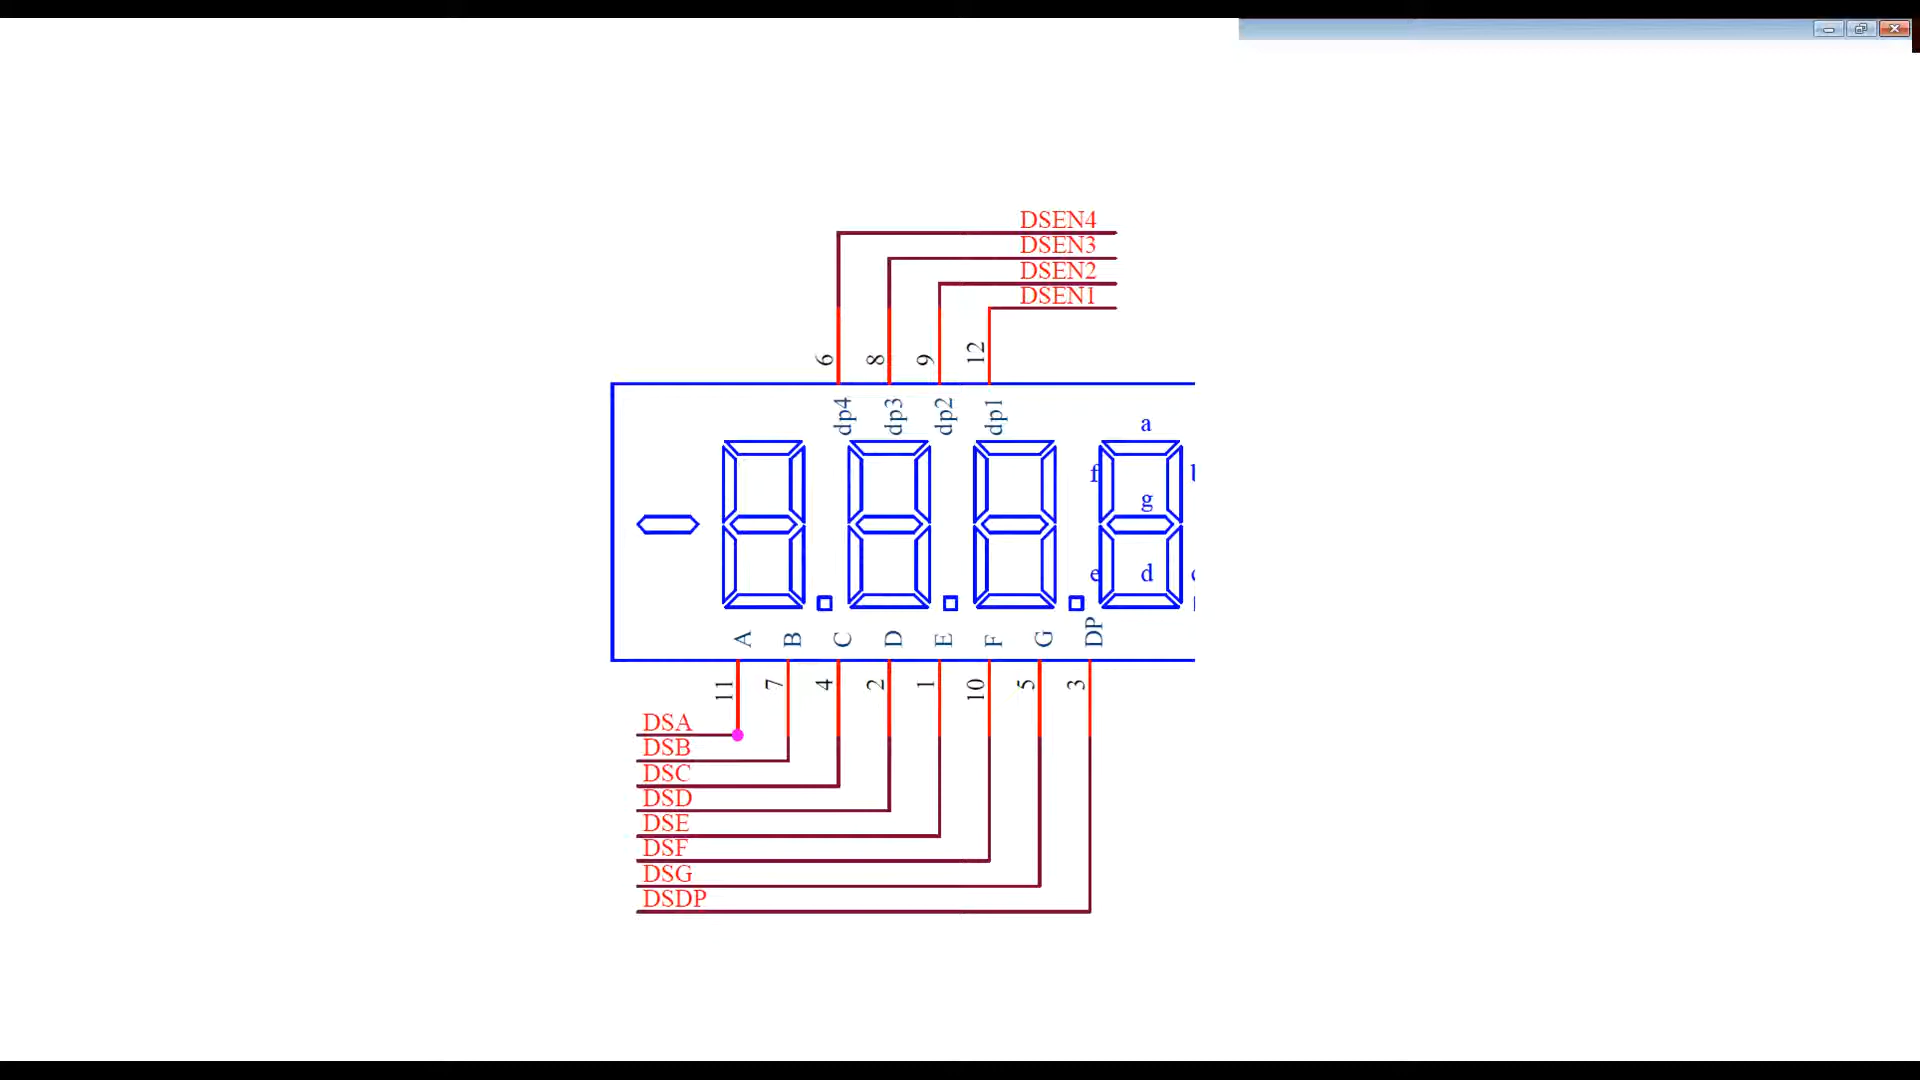 DSEN4
DSEN3
DSEN2
DSEN1
6 8 9 12
dp4 dp3 dp2 dp1
a
f
g
e d
A B C D E F G DP
11 7 4 2 1 10 5 3
DSA
DSB
DSC
DSD
DSE
DSF
DSG
DSDP